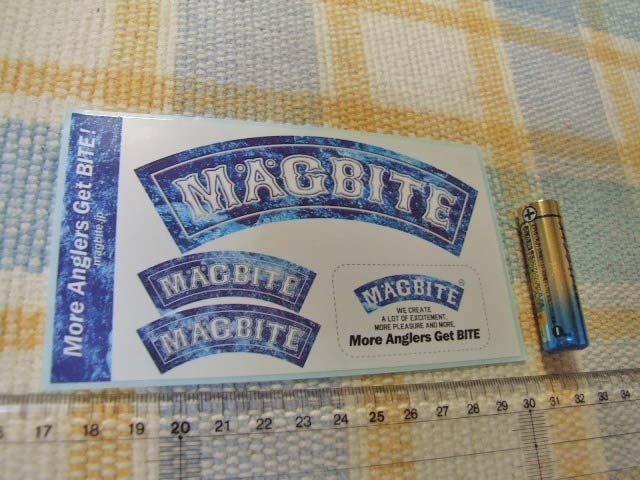 More Anglers Get BITE!
magbite.jp
MAGBITE
MAGBITE
MAGBITE
MAGBITE®
WE CREATE
A LOT OF EXCITEMENT,
MORE PLEASURE AND MORE.
More Anglers Get BITE
17 18 19 20 21 22 23 24 25 26 27 28 29 30 31 32 33 34